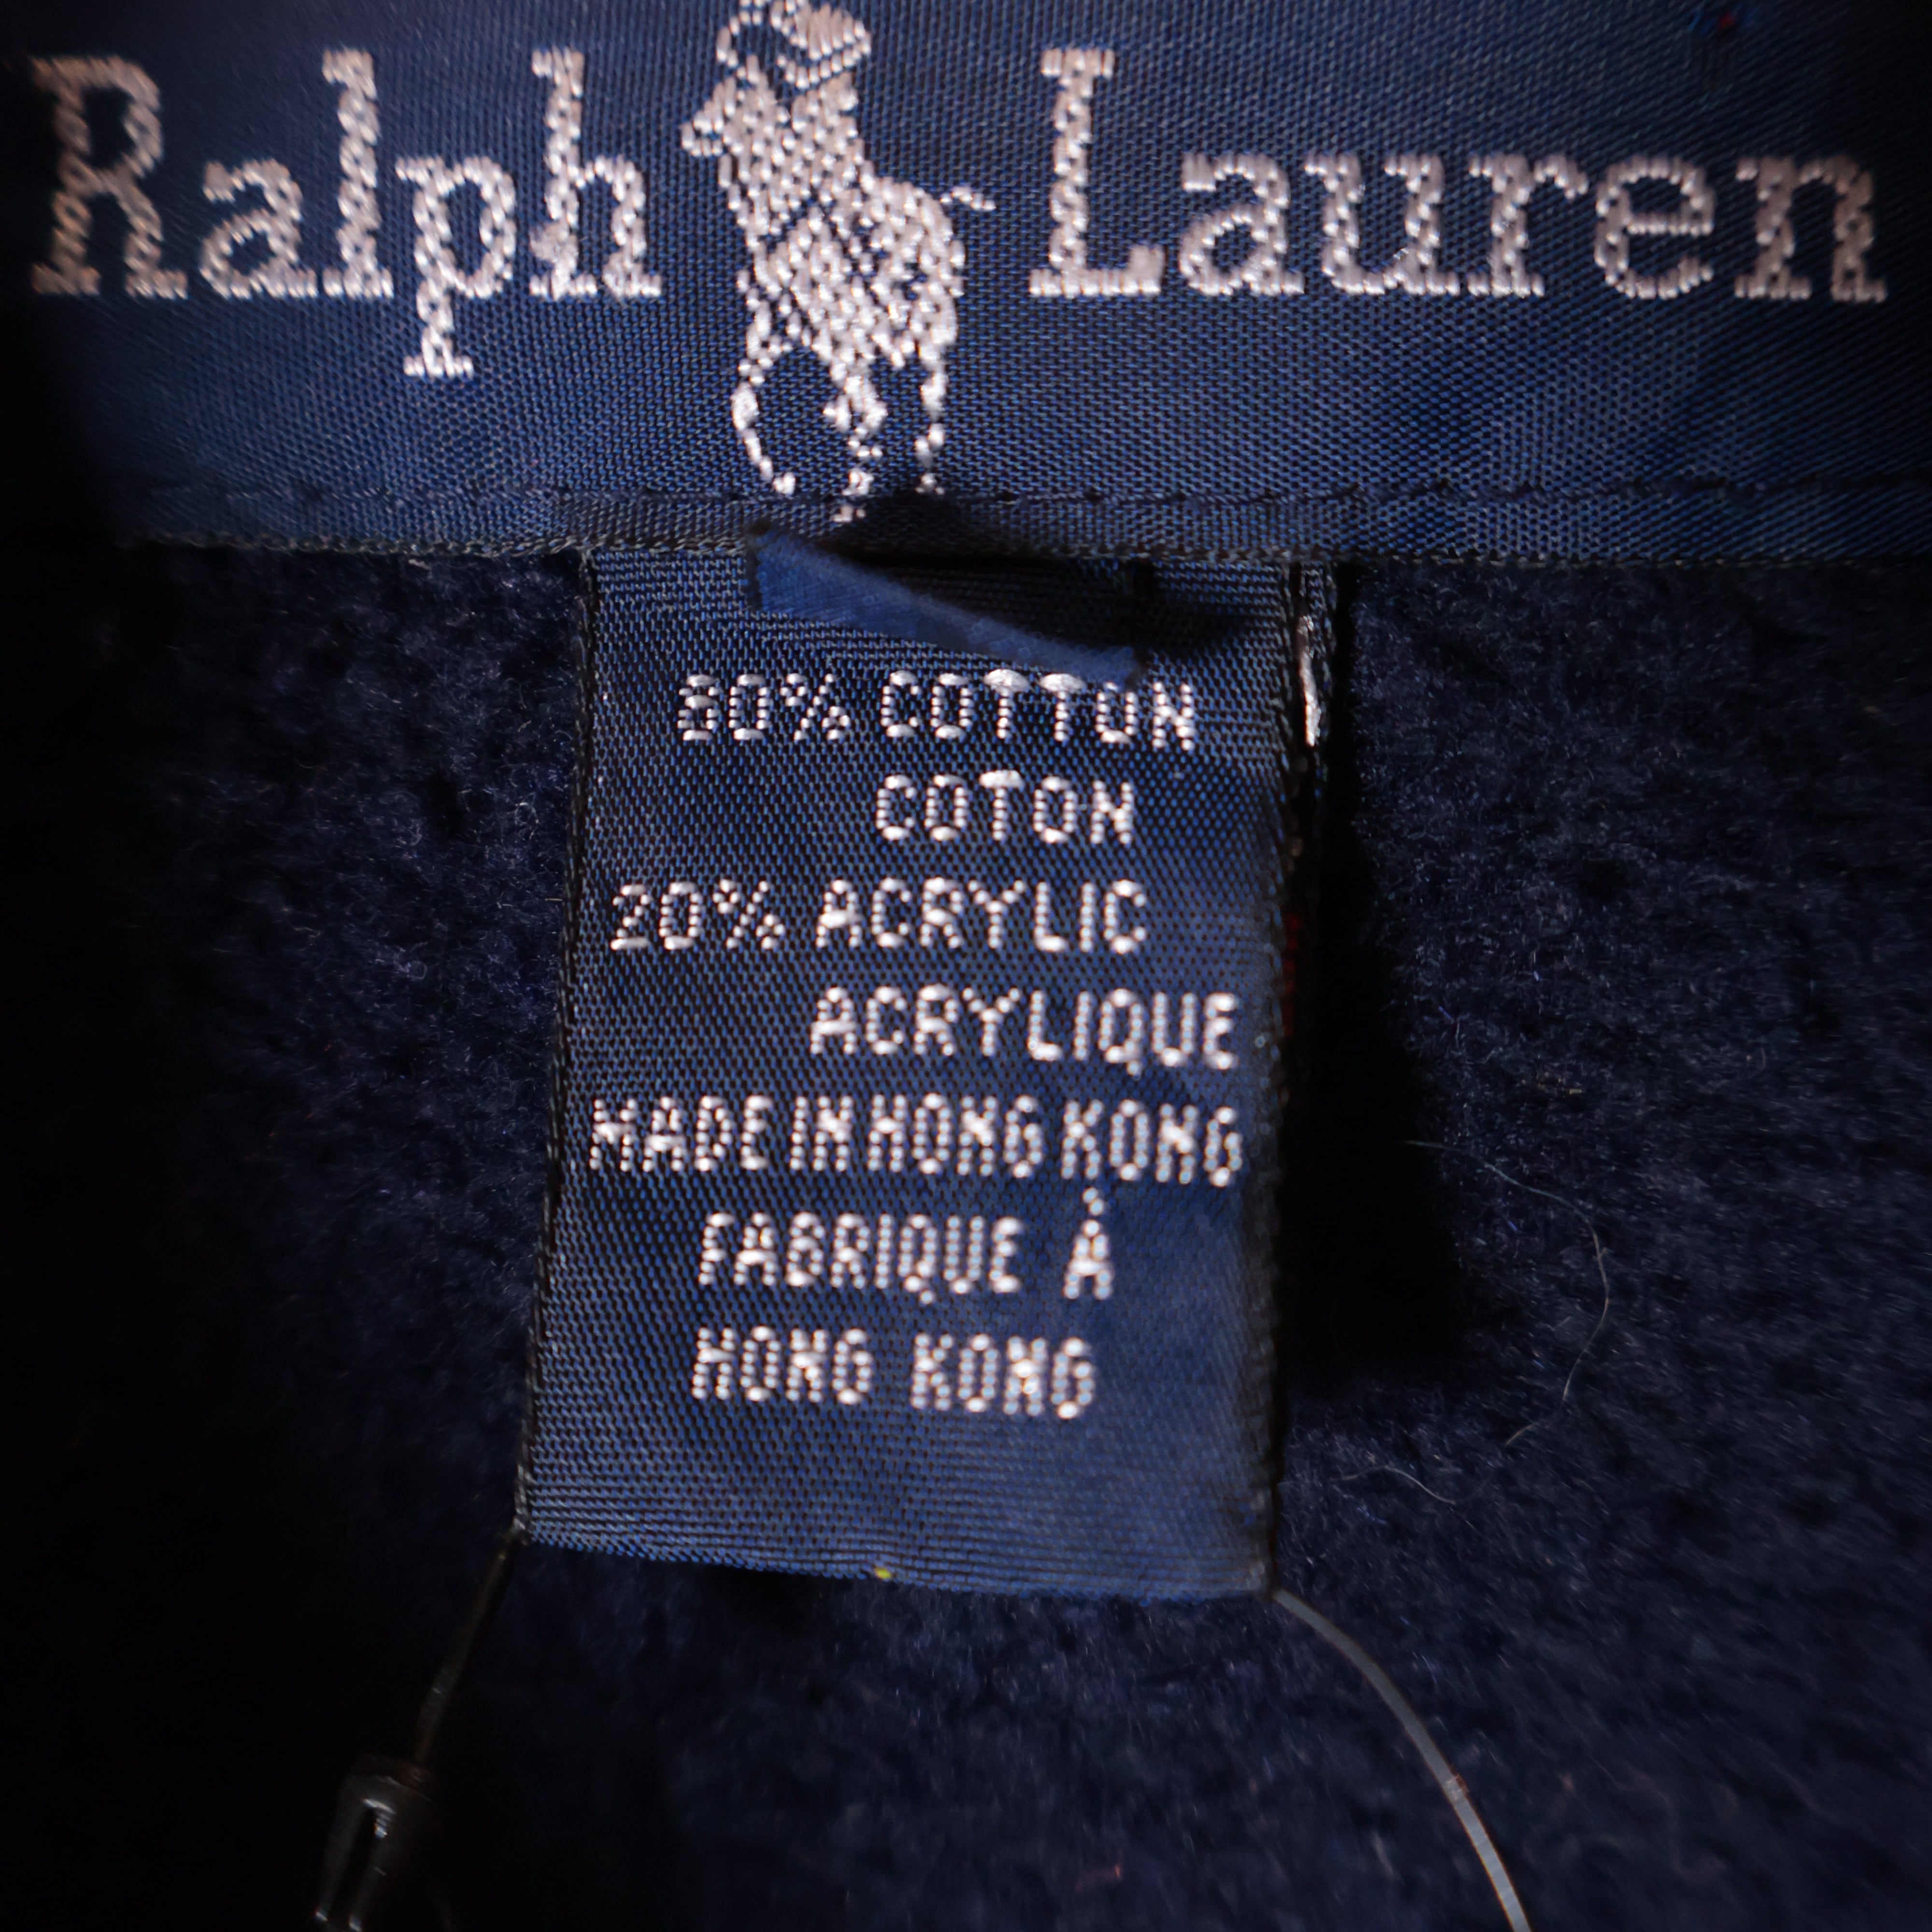 Ralph Lauren
80% COTTON
COTON
20% ACRYLIC
ACRYLIQUE
MADE IN HONG KONG
FABRIQUE À
HONG KONG